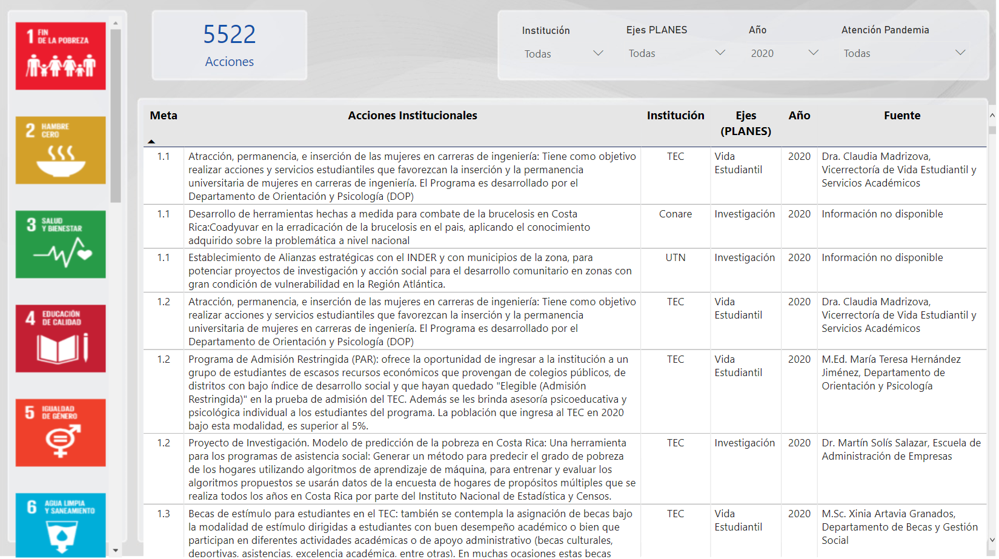 1 FIN
DE LA POBREZA
2 HAMBRE
CERO
3 SALUD
Y BIENESTAR
4 EDUCACIÓN
DE CALIDAD
5 IGUALDAD
DE GÉNERO
6 AGUA LIMPIA
Y SANEAMIENTO
5522
Acciones
Institución
Todas
Ejes PLANES
Todas
Año
2020
Atención Pandemia
Todas
Meta Acciones Institucionales Institución Ejes Año Fuente
(PLANES)
1.1 Atracción, permanencia, e inserción de las mujeres en carreras de ingeniería: Tiene como objetivo TEC Vida 2020 Dra. Claudia Madrizova,
realizar acciones y servicios estudiantiles que favorezcan la inserción y la permanencia Estudiantil Vicerrectoría de Vida Estudiantil y
universitaria de mujeres en carreras de ingeniería. El Programa es desarrollado por el Servicios Académicos
Departamento de Orientación y Psicología (DOP)
1.1 Desarrollo de herramientas hechas a medida para combate de la brucelosis en Costa Conare Investigación 2020 Información no disponible
Rica:Coadyuvar en la erradicación de la brucelosis en el pais, aplicando el conocimiento
adquirido sobre la problemática a nivel nacional
1.1 Establecimiento de Alianzas estratégicas con el INDER y con municipios de la zona, para UTN Investigación 2020 Información no disponible
potenciar proyectos de investigación y acción social para el desarrollo comunitario en zonas con
gran condición de vulnerabilidad en la Región Atlántica.
1.2 Atracción, permanencia, e inserción de las mujeres en carreras de ingeniería: Tiene como objetivo TEC Vida 2020 Dra. Claudia Madrizova,
realizar acciones y servicios estudiantiles que favorezcan la inserción y la permanencia Estudiantil Vicerrectoría de Vida Estudiantil y
universitaria de mujeres en carreras de ingeniería. El Programa es desarrollado por el Servicios Académicos
Departamento de Orientación y Psicología (DOP)
1.2 Programa de Admisión Restringida (PAR): ofrece la oportunidad de ingresar a la institución a un TEC Vida 2020 M.Ed. María Teresa Hernández
grupo de estudiantes de escasos recursos económicos que provengan de colegios públicos, de Estudiantil Jiménez, Departamento de
distritos con bajo índice de desarrollo social y que hayan quedado "Elegible (Admisión Orientación y Psicología
Restringida)" en la prueba de admisión del TEC. Además se les brinda asesoría psicoeducativa y
psicológica individual a los estudiantes del programa. La población que ingresa al TEC en 2020
bajo esta modalidad, es superior al 5%.
1.2 Proyecto de Investigación. Modelo de predicción de la pobreza en Costa Rica: Una herramienta TEC Investigación 2020 Dr. Martín Solís Salazar, Escuela de
para los programas de asistencia social: Generar un método para predecir el grado de pobreza Administración de Empresas
de los hogares utilizando algoritmos de aprendizaje de máquina, para entrenar y evaluar los
algoritmos propuestos se usarán datos de la encuesta de hogares de propósitos múltiples que se
realiza todos los años en Costa Rica por parte del Instituto Nacional de Estadística y Censos.
1.3 Becas de estímulo para estudiantes en el TEC: también se contempla la asignación de becas bajo TEC Vida 2020 M.Sc. Xinia Artavia Granados,
la modalidad de estímulo dirigidas a estudiantes con buen desempeño académico o bien que Estudiantil Departamento de Becas y Gestión
participan en diferentes actividades académicas o de apoyo administrativo (becas culturales, Social
deportivas, asistencias, excelencia académica, entre otras). En muchas ocasiones estas becas